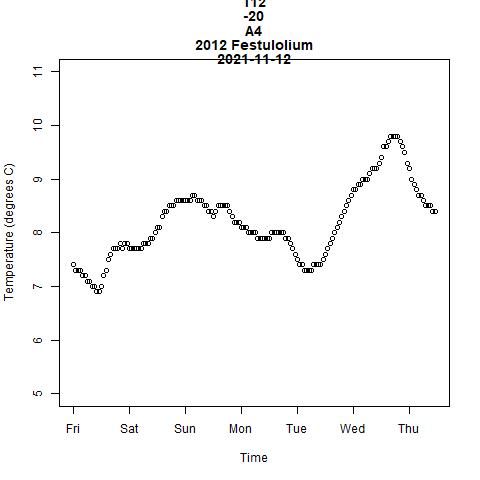 T12
-20
A4
2012 Festulolium
2021-11-12
Temperature (degrees C)
11
10
9
8
7
6
5
Fri Sat Sun Mon Tue Wed Thu
Time